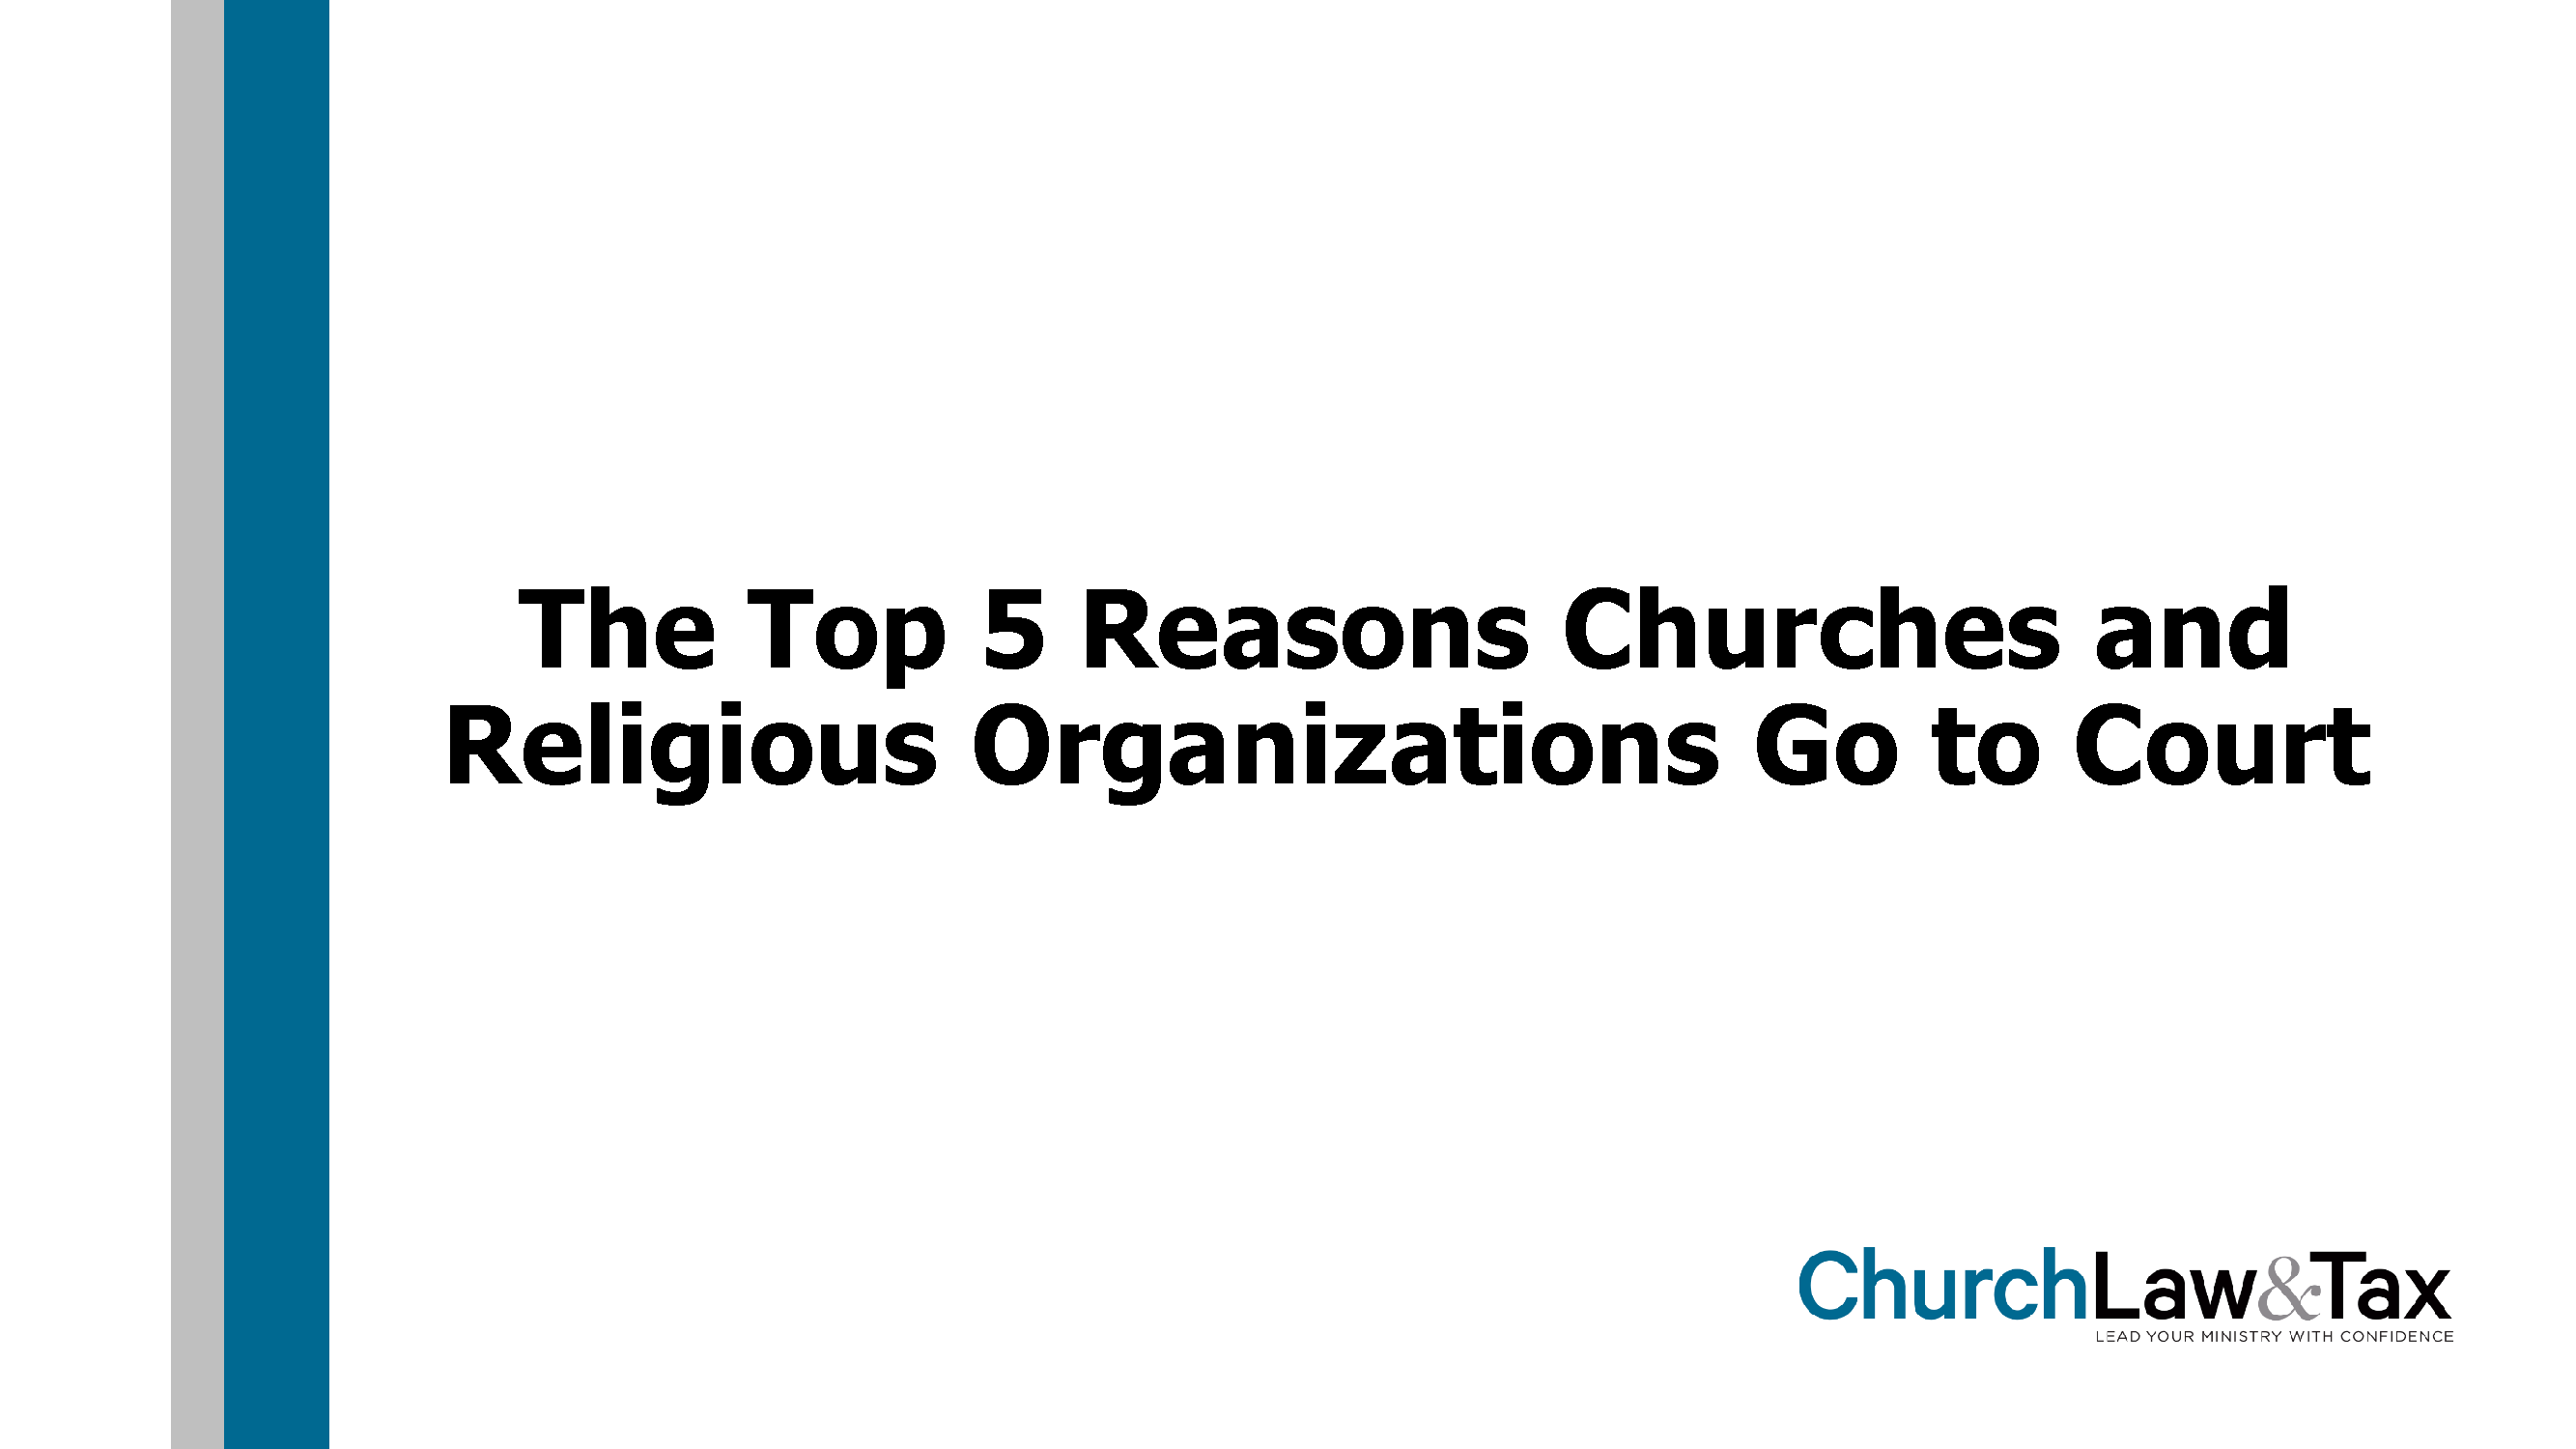 The Top 5 Reasons Churches and
Religious Organizations Go to Court
ChurchLaw&Tax
LEAD YOUR MINISTRY WITH CONFIDENCE